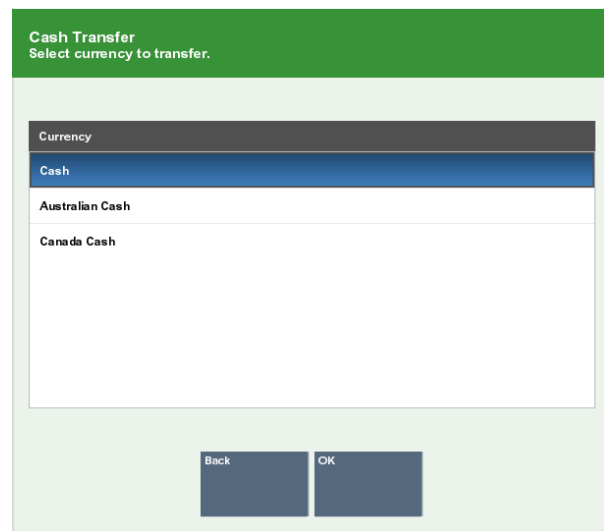 Cash Transfer
Select currency to transfer.
Currency
Cash
Australian Cash
Canada Cash
Back
OK